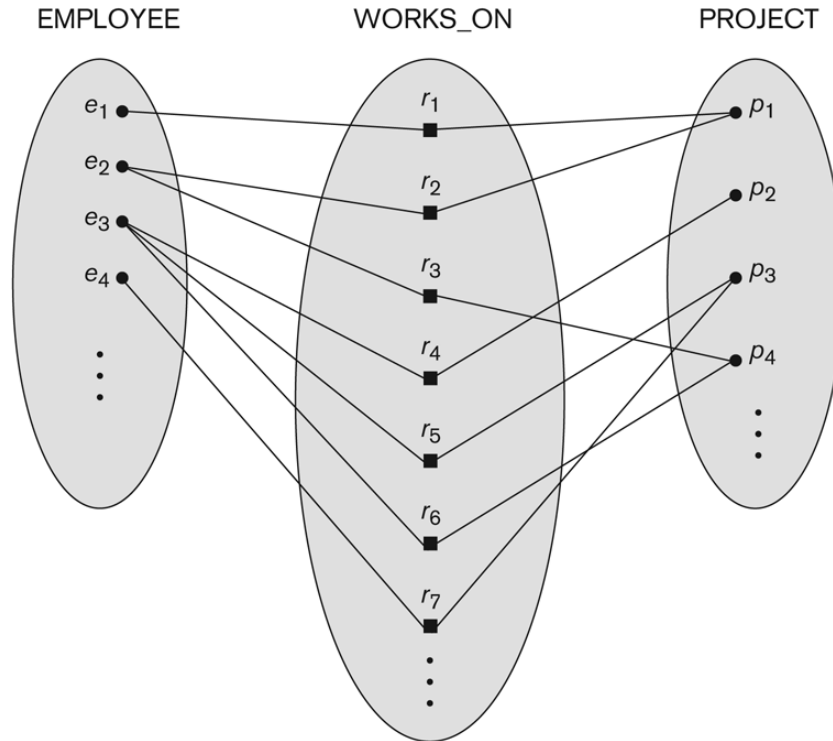 EMPLOYEE
WORKS_ON
PROJECT
e1
e2
e3
e4
r1
r2
r3
r4
r5
r6
r7
p1
p2
p3
p4